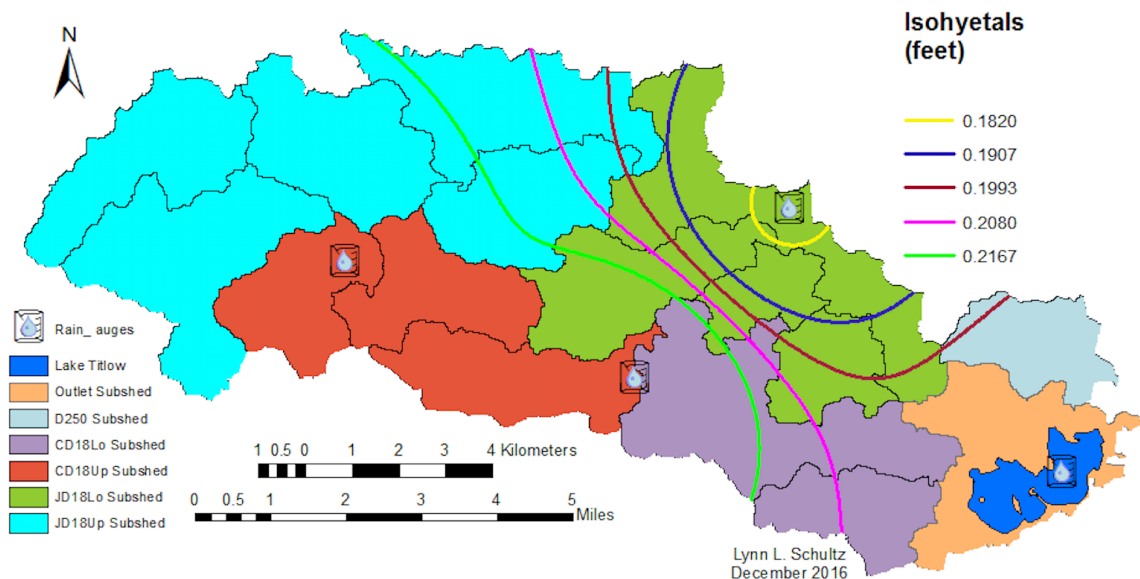 N
Isohyetals
(feet)
0.1820
0.1907
0.1993
0.2080
0.2167
Rain_ auges
Lake Titlow
Outlet Subshed
D250 Subshed
CD18Lo Subshed
CD18Up Subshed
JD18Lo Subshed
JD18Up Subshed
1 0.5 0 1 2 3 4 Kilometers
0 0.5 1 2 3 4 5 Miles
Lynn L. Schultz
December 2016